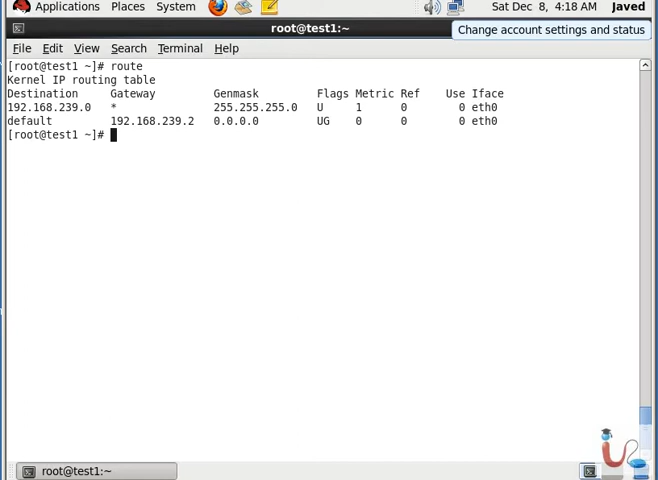 Applications Places System Sat Dec 8, 4:18 AM Javed
root@test1:~
Change account settings and status
File Edit View Search Terminal Help
[root@test1 ~]# route
Kernel IP routing table
Destination Gateway Genmask Flags Metric Ref Use Iface
192.168.239.0 * 255.255.255.0 U 1 0 0 eth0
default 192.168.239.2 0.0.0.0 UG 0 0 0 eth0
[root@test1 ~]#
root@test1:~